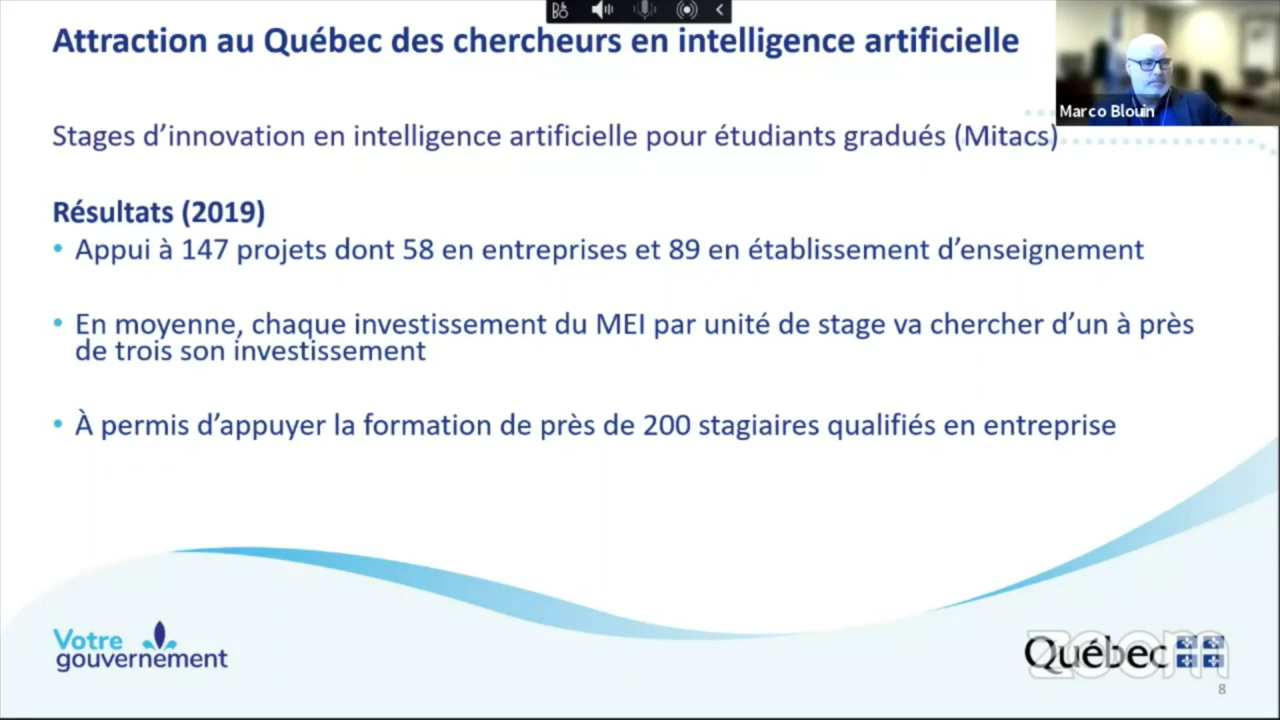 Attraction au Québec des chercheurs en intelligence artificielle
Marco Blouin
Stages d’innovation en intelligence artificielle pour étudiants gradués (Mitacs)
Résultats (2019)
• Appui à 147 projets dont 58 en entreprises et 89 en établissement d’enseignement
• En moyenne, chaque investissement du MEI par unité de stage va chercher d’un à près
de trois son investissement
• À permis d’appuyer la formation de près de 200 stagiaires qualifiés en entreprise
Votre
gouvernement
Québec
zoom
8